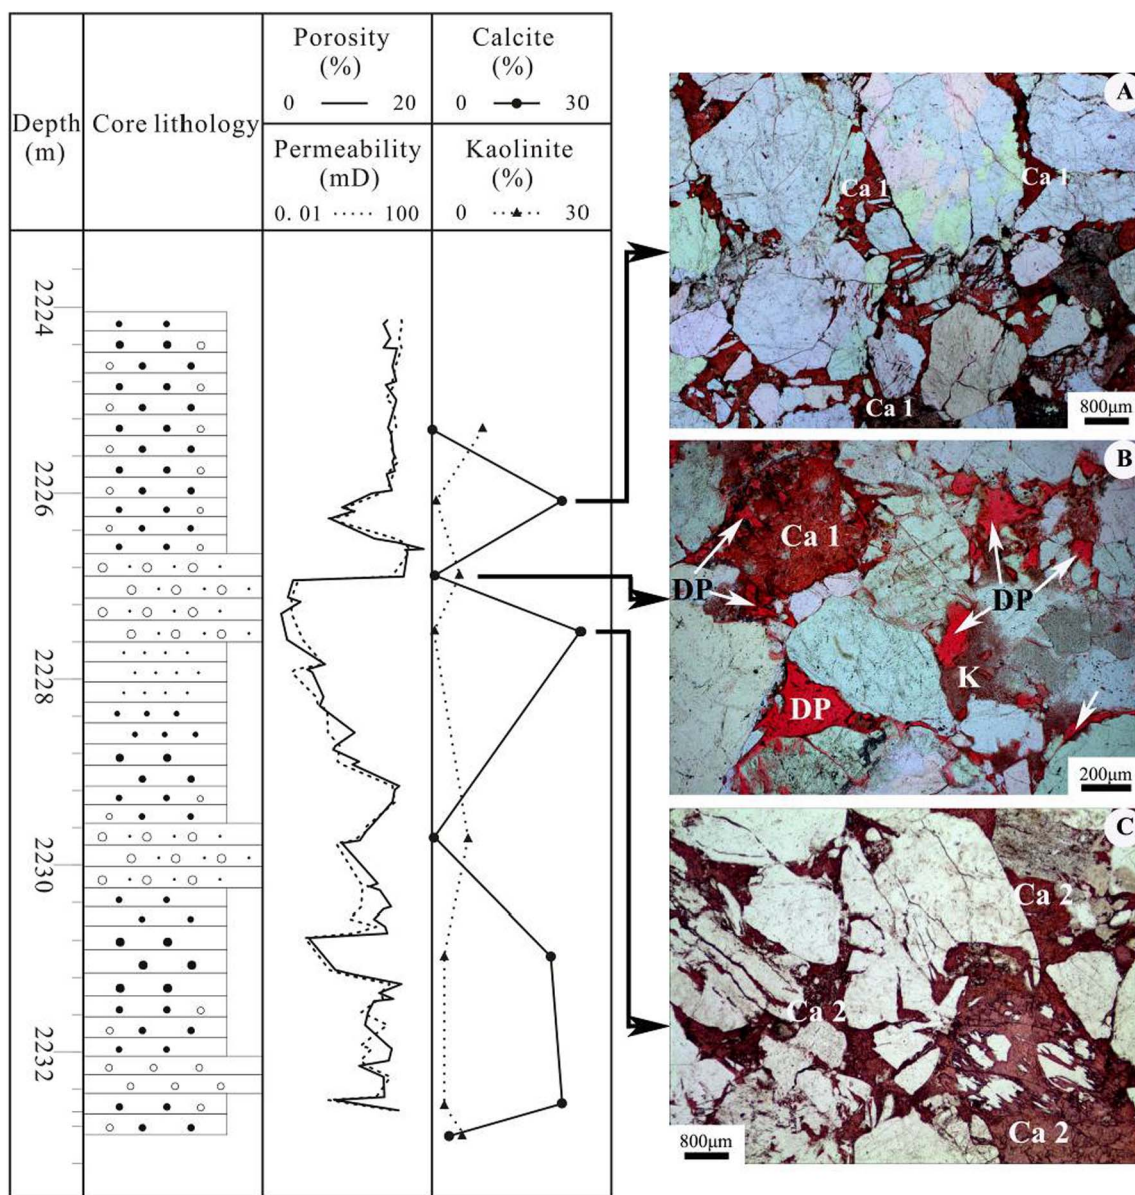 Depth
(m)
Core lithology
Porosity
(%)
0 20
Permeability
(mD)
0.01 100
Calcite
(%)
0 30
Kaolinite
(%)
0 30
2224
2226
2228
2230
2232
A
Ca 1
Ca 1
Ca 1
800μm
B
Ca 1
DP
DP
K
DP
200μm
C
Ca 2
Ca 2
Ca 2
800μm